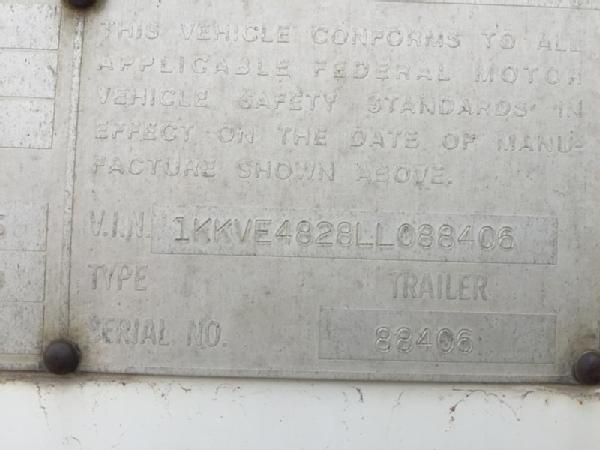 THIS VEHICLE CONFORMS TO ALL
APPLICABLE FEDERAL MOTOR
VEHICLE SAFETY STANDARDS IN
EFFECT ON THE DATE OF MANU-
FACTURE SHOWN ABOVE.
V.I.N. 1KKVE4828LL088406
TYPE TRAILER
SERIAL NO. 88406